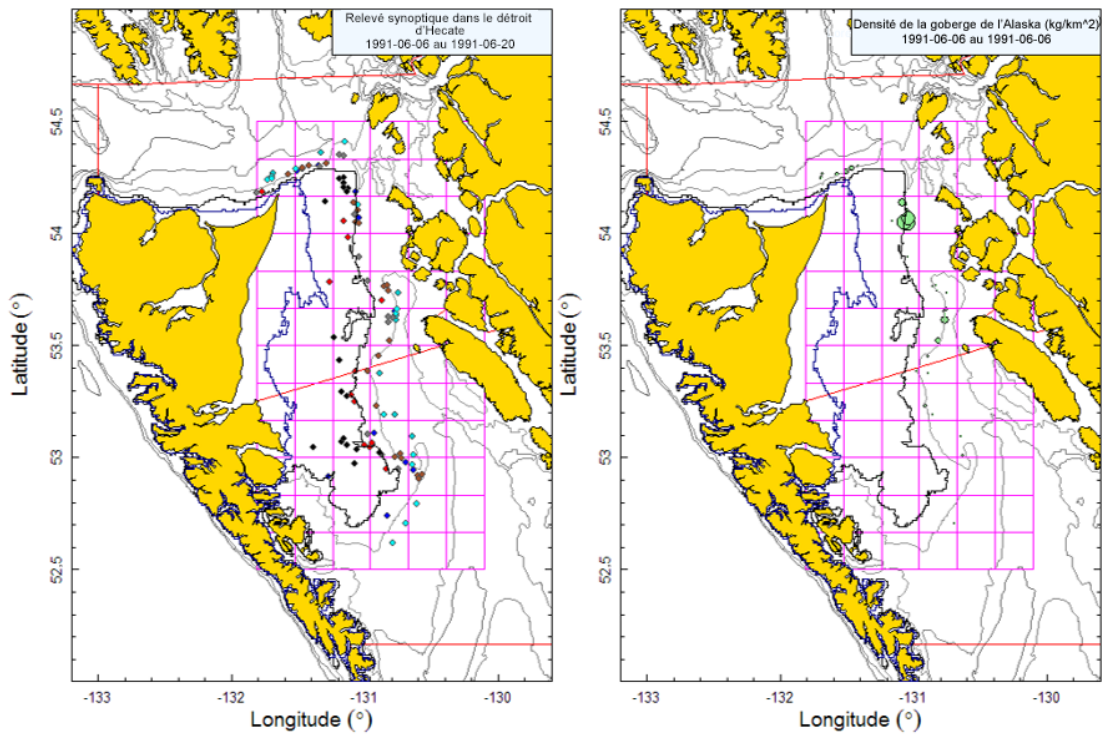 Relevé synoptique dans le détroit
d'Hecate
1991-06-06 au 1991-06-20
Densité de la goberge de l'Alaska (kg/km^2)
1991-06-06 au 1991-06-06
54.5
54
53.5
53
52.5
Latitude (°)
-133
-132
-131
-130
Longitude (°)
54.5
54
53.5
53
52.5
Latitude (°)
-133
-132
-131
-130
Longitude (°)